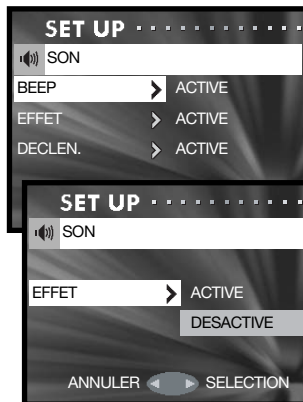 SET UP
SON
BEEP ACTIVE
EFFET ACTIVE
DECLEN. ACTIVE
SET UP
SON
EFFET ACTIVE
DESACTIVE
ANNULER SELECTION